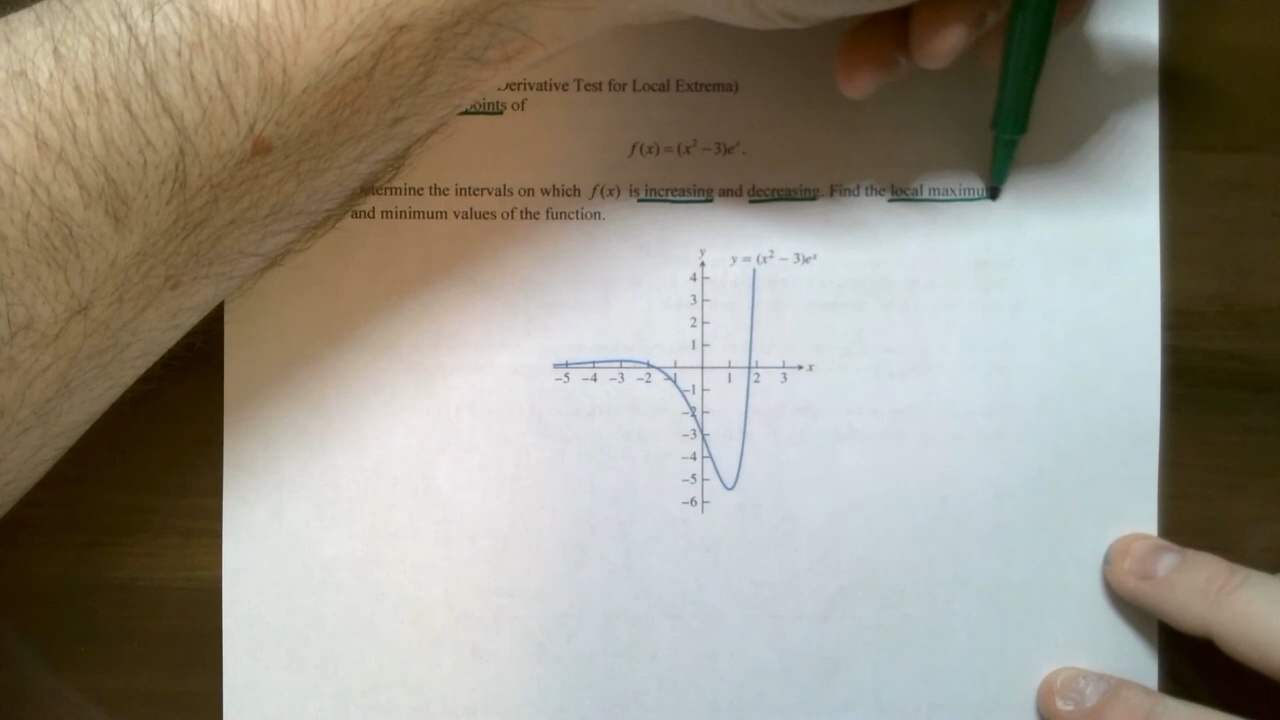 Derivative Test for Local Extrema)
points of
f(x) = (x² − 3)eˣ.
Determine the intervals on which f(x) is increasing and decreasing. Find the local maximu
and minimum values of the function.
y
y = (x² − 3)eˣ
4
3
2
1
−5 −4 −3 −2 −1 1 2 3 x
−1
−2
−3
−4
−5
−6